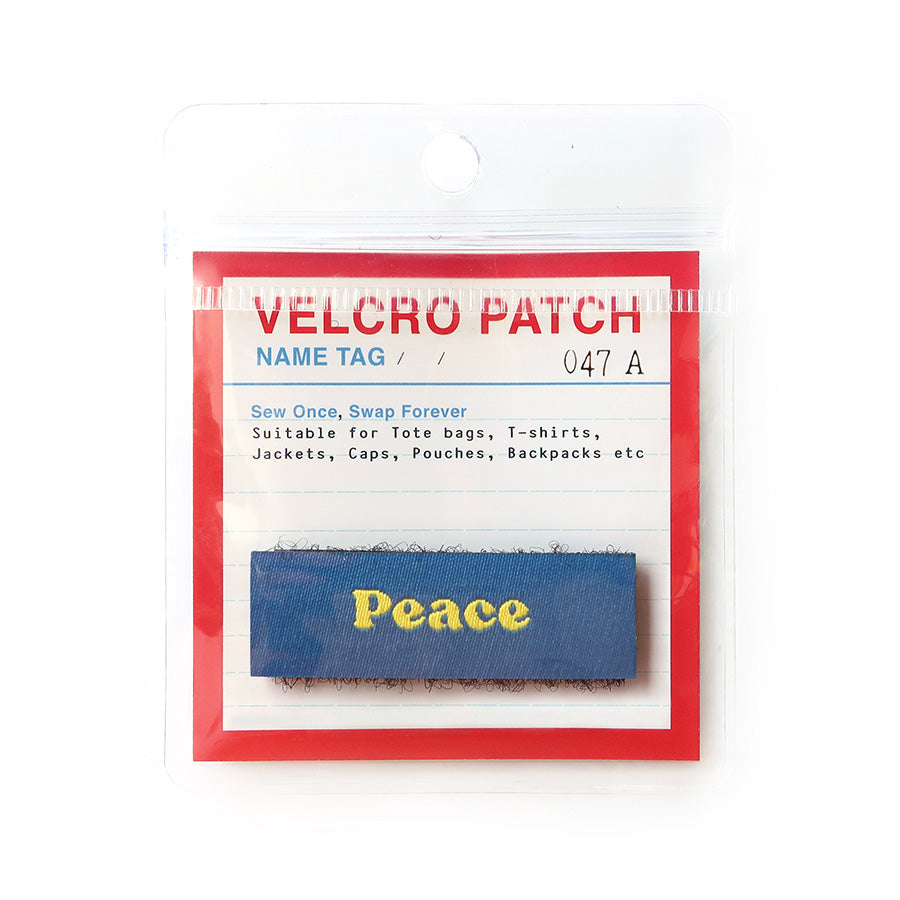 VELCRO PATCH
NAME TAG / / 047 A
Sew Once, Swap Forever
Suitable for Tote bags, T-shirts,
Jackets, Caps, Pouches, Backpacks etc
Peace